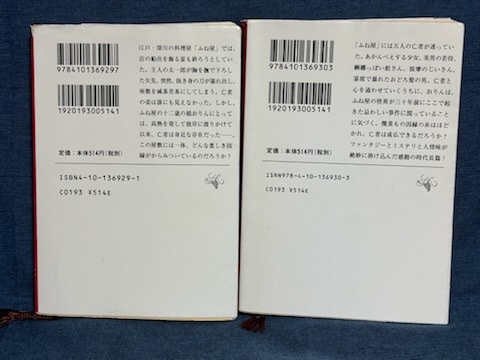 9784101369297
1920193005141
江戸・深川の料理屋「ふね屋」では、
店の船出を飾る宴も終ろうとしてい
た。主人の太一郎が胸を撫で下ろし
た矢先、突然、抜き身の刀が暴れ出し、
座敷を滅茶苦茶にしてしまう。亡者
の姿は誰にも見えなかった。しかし、
ふね屋の十二歳の娘おりんにとって
は、高熱を発して彼岸に渡りかけて
以来、亡者は身近な存在だった――。
この屋敷には一体、どんな悪しき因
縁がからみついているのだろうか？
定価：本体514円（税別）
ISBN4-10-136929-1
C0193 ¥514E
9784101369303
1920193005141
「ふね屋」には五人の亡者が迷ってい
た。あかんべえする少女、美男の若侍、
婀娜っぽい姐さん、按摩のじいさん、
宴席で暴れたおどろ髪の男。亡者と
心を通わせていくうちに、おりんは、
ふね屋の怪異が三十年前にここで起
きた忌わしい事件に関っていること
に気づく。幾重もの因縁の糸はほど
かれ、亡者は成仏できるだろうか？
ファンタジーとミステリと人情味が
絶妙に溶け込んだ感動の時代長篇！
定価：本体514円（税別）
ISBN978-4-10-136930-3
C0193 ¥514E